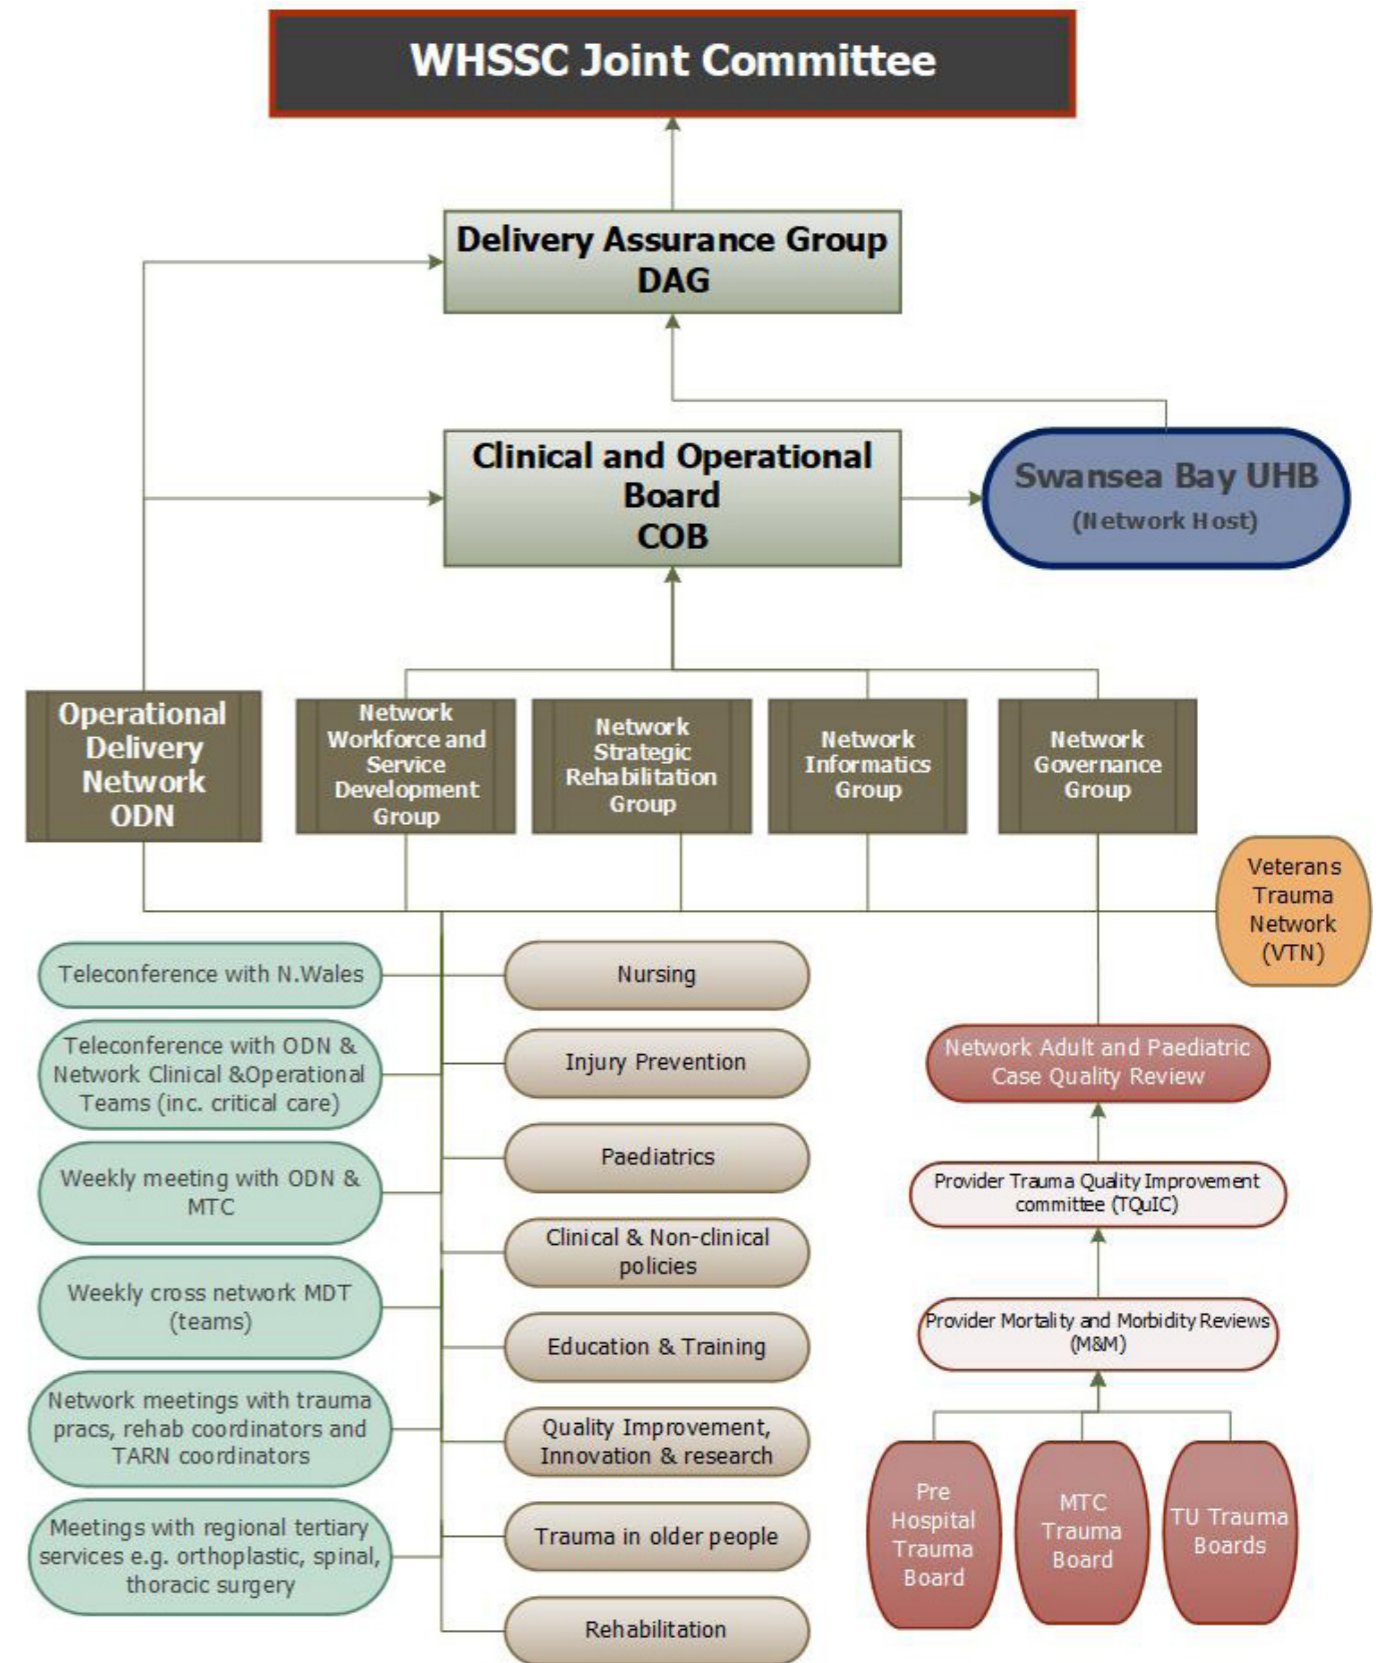 WHSSC Joint Committee
Delivery Assurance Group
DAG
Clinical and Operational
Board
COB
Swansea Bay UHB
(Network Host)
Operational
Delivery
Network
ODN
Network
Workforce and
Service
Development
Group
Network
Strategic
Rehabilitation
Group
Network
Informatics
Group
Network
Governance
Group
Veterans
Trauma
Network
(VTN)
Teleconference with N.Wales
Teleconference with ODN &
Network Clinical &Operational
Teams (inc. critical care)
Weekly meeting with ODN &
MTC
Weekly cross network MDT
(teams)
Network meetings with trauma
pracs, rehab coordinators and
TARN coordinators
Meetings with regional tertiary
services e.g. orthoplastic, spinal,
thoracic surgery
Nursing
Injury Prevention
Paediatrics
Clinical & Non-clinical
policies
Education & Training
Quality Improvement,
Innovation & research
Trauma in older people
Rehabilitation
Network Adult and Paediatric
Case Quality Review
Provider Trauma Quality Improvement
committee (TQuIC)
Provider Mortality and Morbidity Reviews
(M&M)
Pre
Hospital
Trauma
Board
MTC
Trauma
Board
TU Trauma
Boards